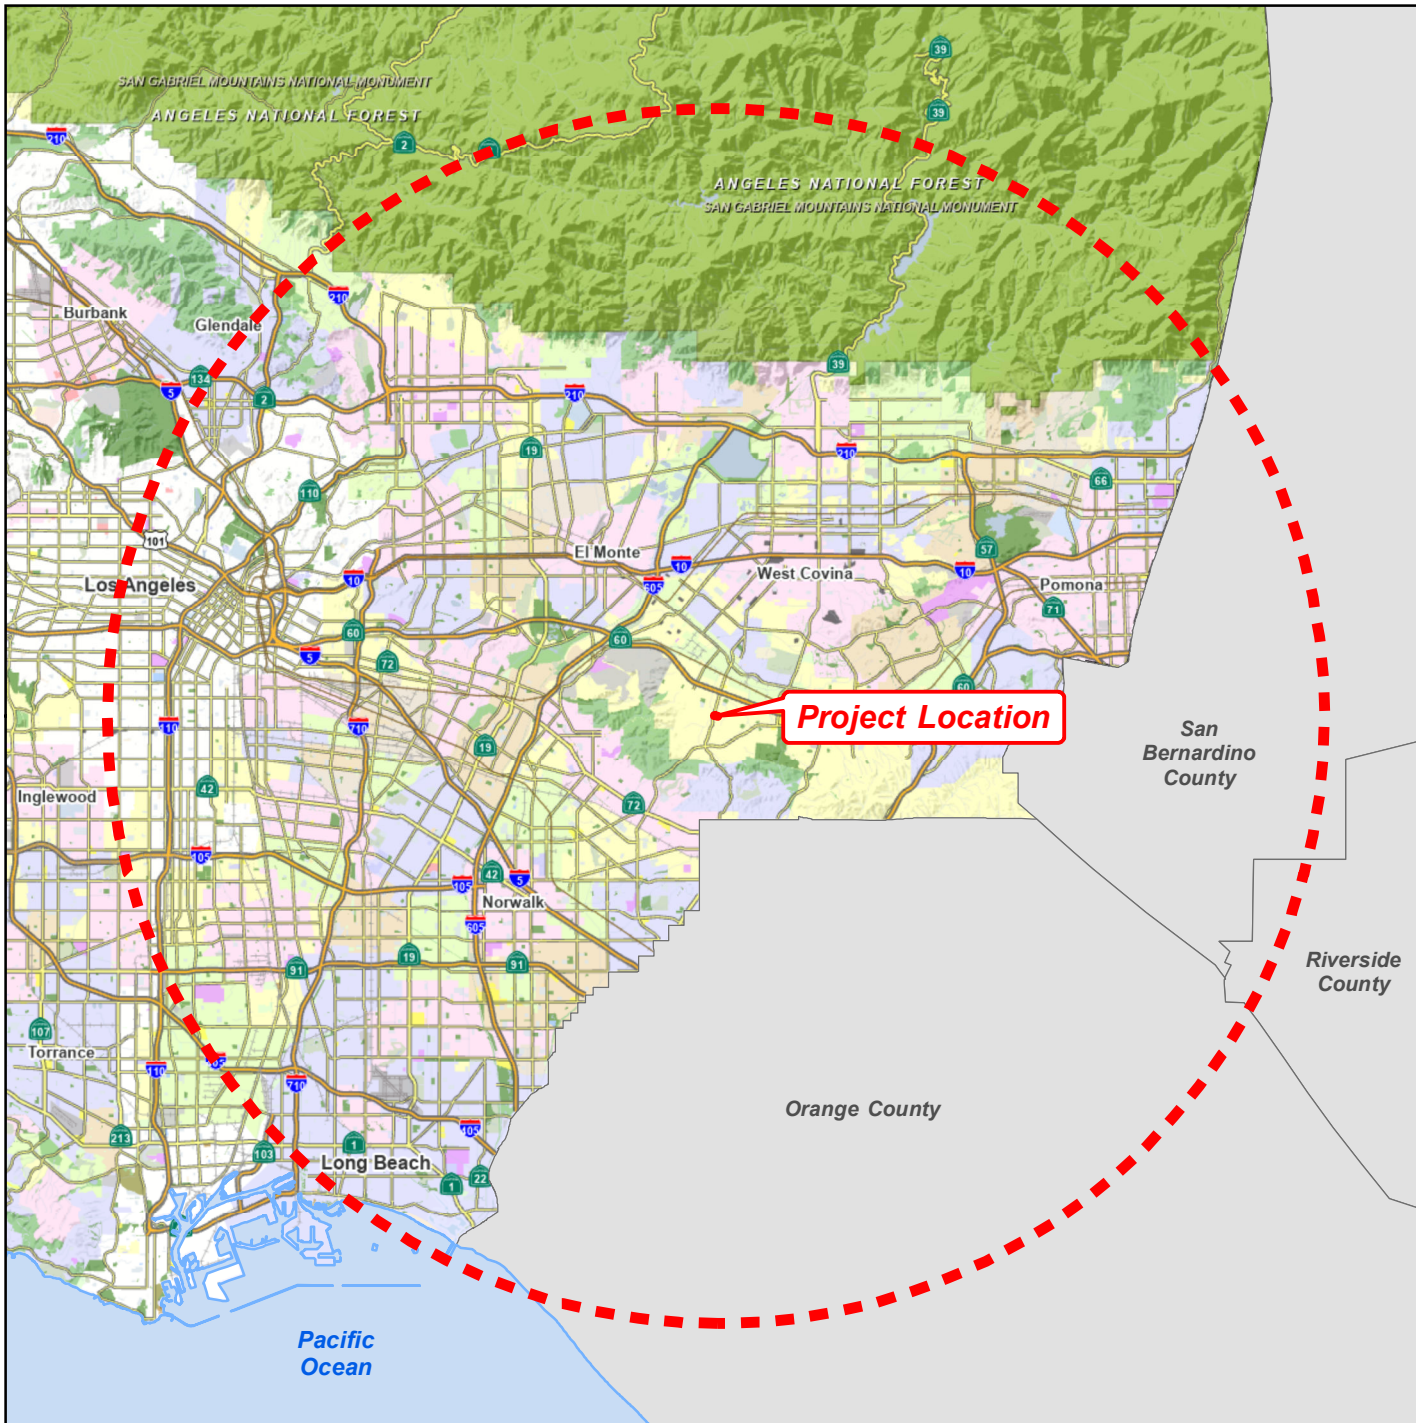 39
SAN GABRIEL MOUNTAINS NATIONAL MONUMENT
ANGELES NATIONAL FOREST
39
210
2
ANGELES NATIONAL FOREST
SAN GABRIEL MOUNTAINS NATIONAL MONUMENT
210
Burbank
Glendale
39
134
5
2
210
19
210
66
110
101
El Monte
57
10
West Covina
10
10
605
Los Angeles
Pomona
71
60
60
5
72
60
Project Location
110
710
19
San
Bernardino
County
Inglewood
42
72
105
42
105
5
Norwalk
605
19
91
91
Riverside
County
107
Torrance
405
110
710
Orange County
405
213
1
103
Long Beach
22
1
Pacific
Ocean